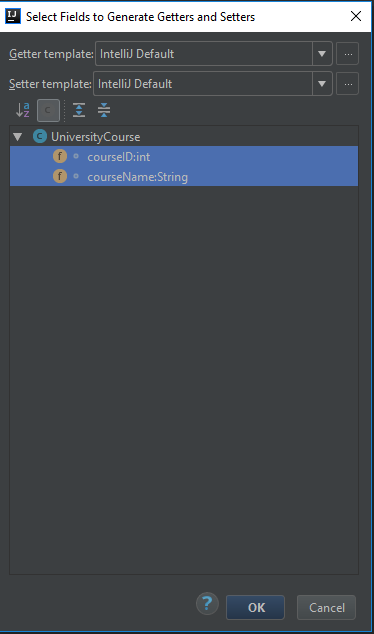 IJ Select Fields to Generate Getters and Setters
Getter template: IntelliJ Default ...
Setter template: IntelliJ Default ...
a z c
c UniversityCourse
f courseID:int
f courseName:String
? OK Cancel